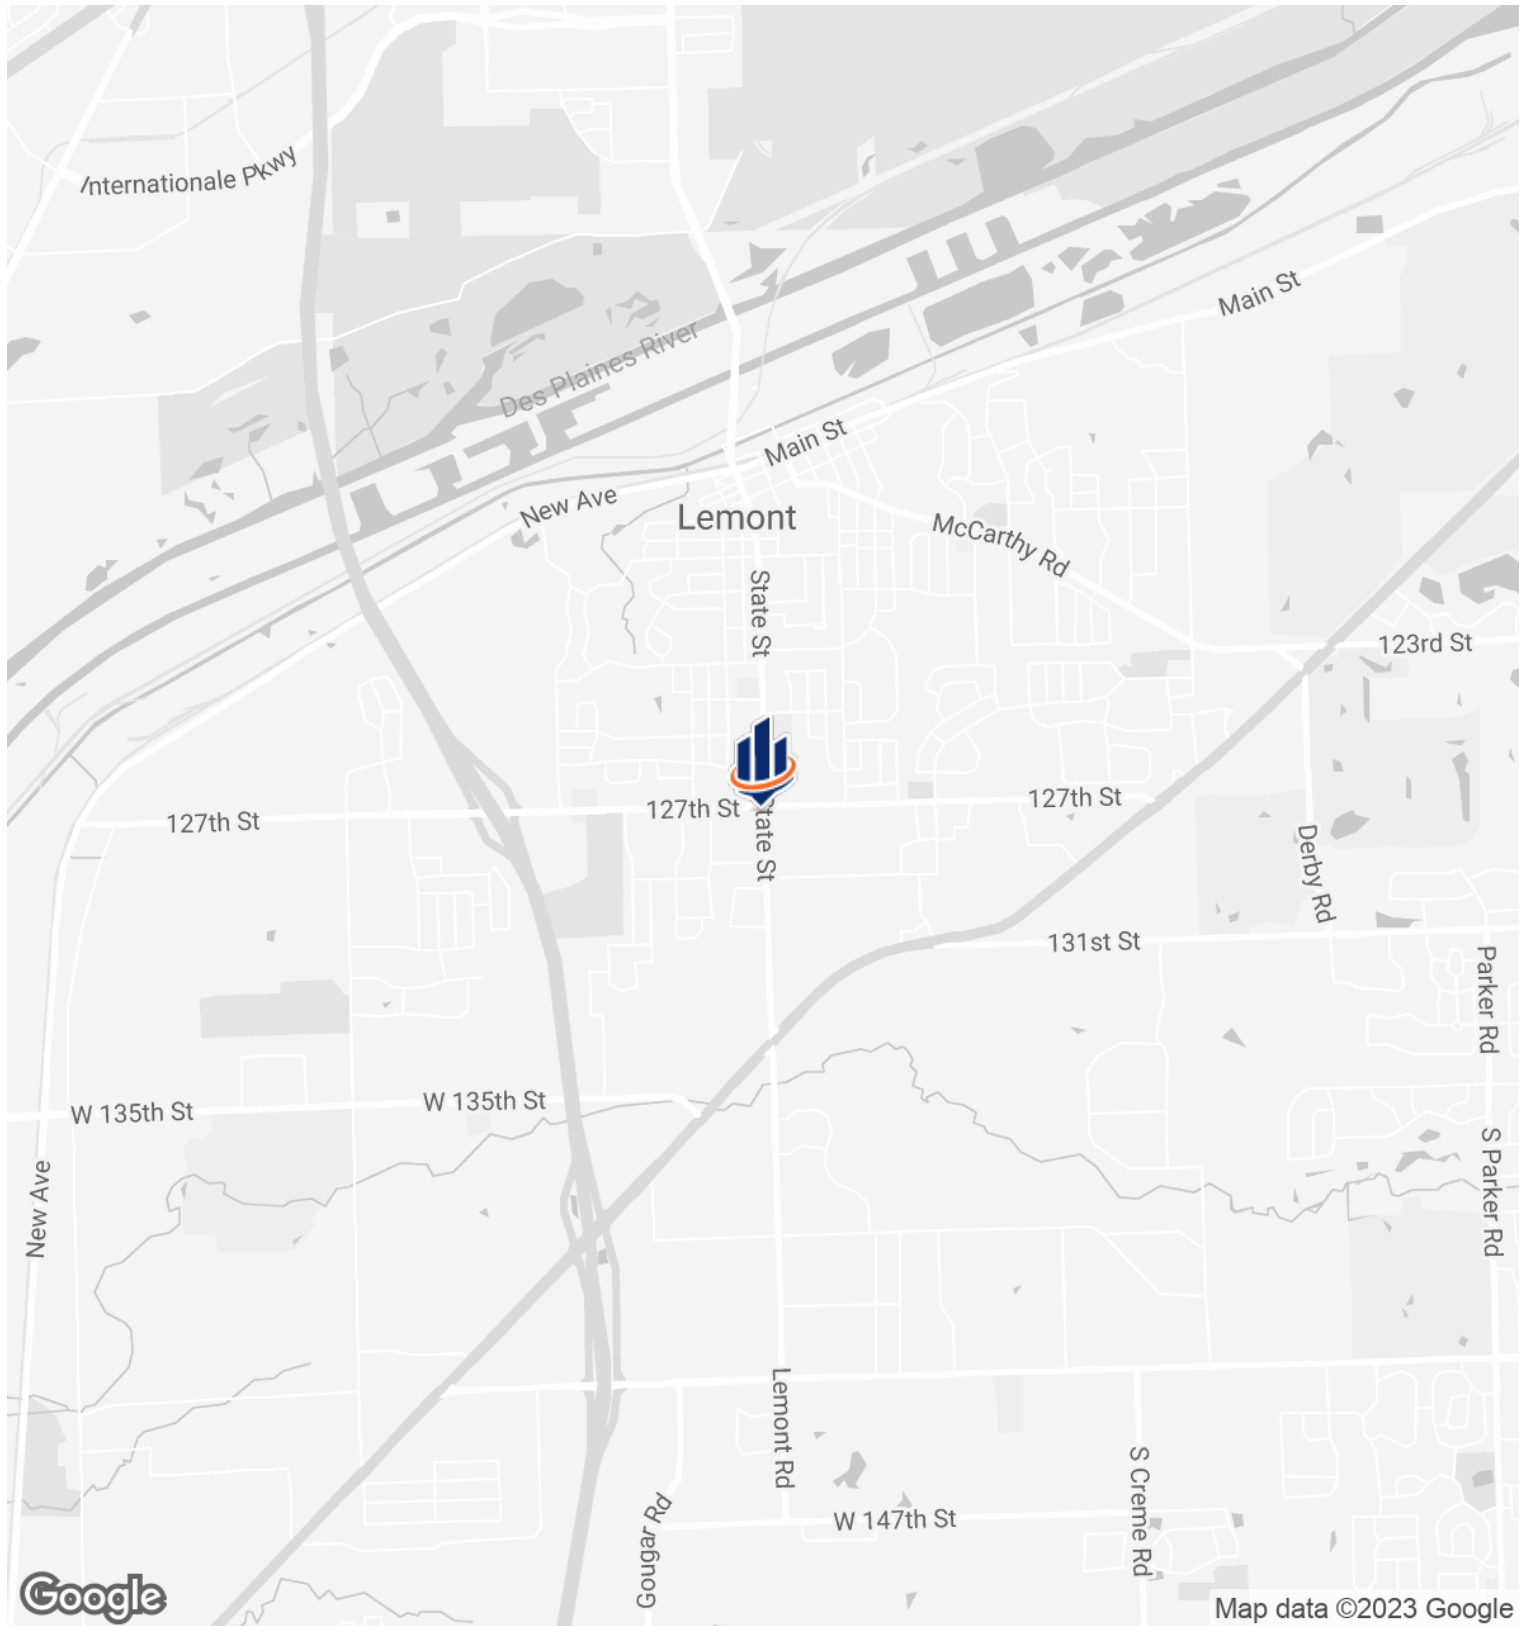 Internationale Pkwy
Main St
Des Plaines River
Main St
New Ave
Lemont
McCarthy Rd
State St
123rd St
127th St
127th St
127th St
State St
Derby Rd
131st St
Parker Rd
W 135th St
W 135th St
New Ave
S Parker Rd
Lemont Rd
S Creme Rd
Gougar Rd
W 147th St
Google
Map data ©2023 Google